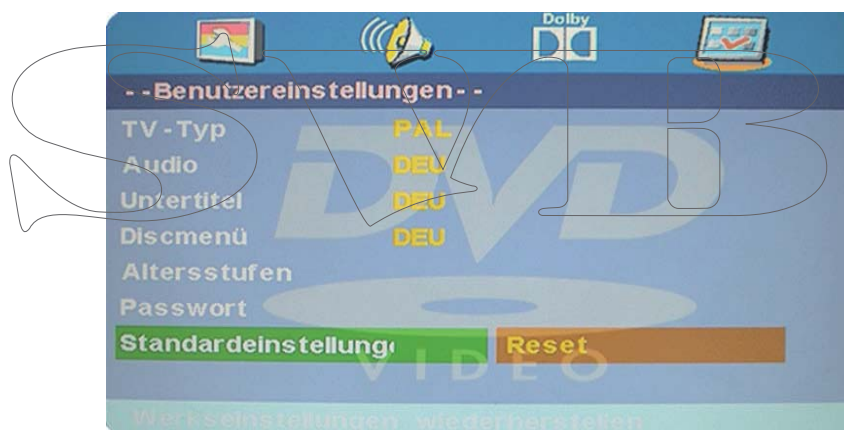 Dolby
--Benutzereinstellungen--
TV-Typ PAL
Audio DEU
Untertitel DEU
Discmenü DEU
Altersstufen
Passwort
Standardeinstellung Reset
DVD
VIDEO
Werkseinstellungen wiederherstellen
SVB